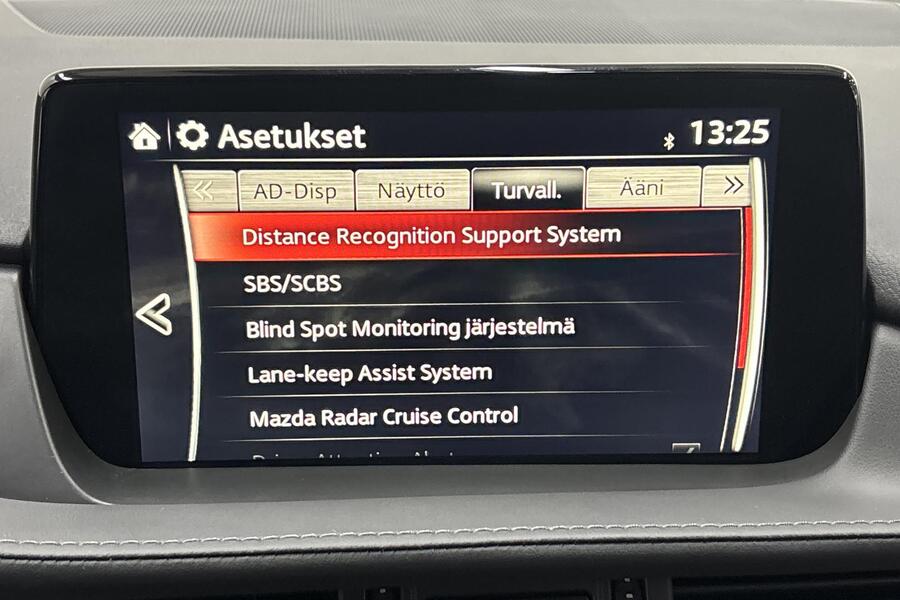 Asetukset 13:25
« AD-Disp Näyttö Turvall. Ääni »
Distance Recognition Support System
SBS/SCBS
Blind Spot Monitoring järjestelmä
Lane-keep Assist System
Mazda Radar Cruise Control